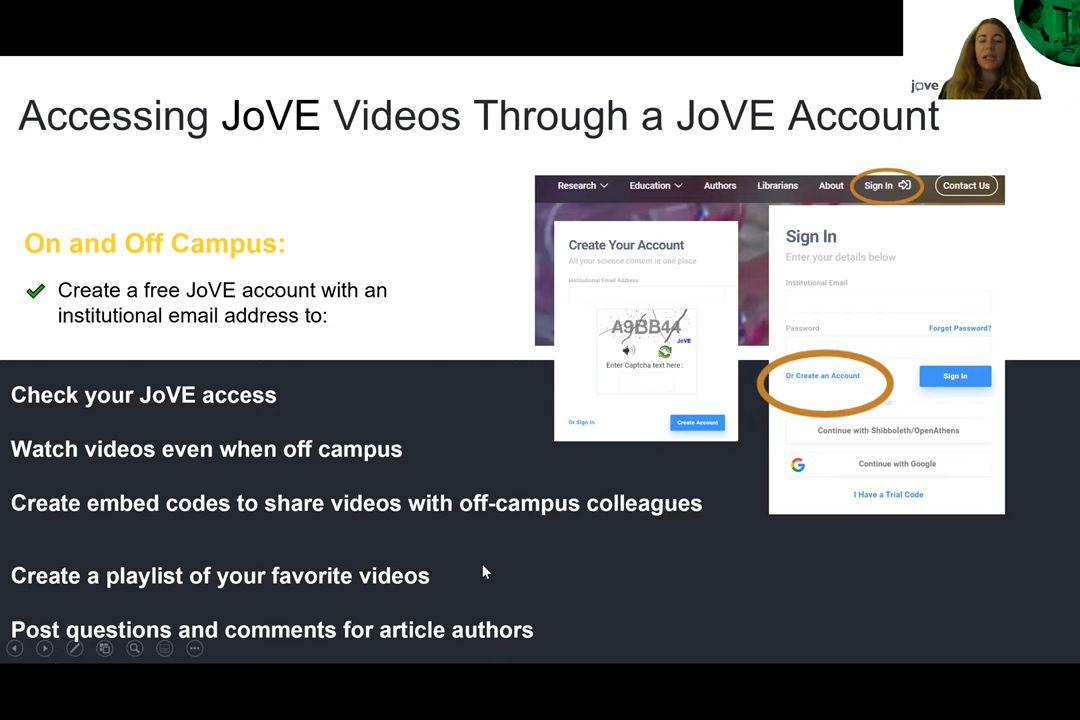 jove
Accessing JoVE Videos Through a JoVE Account
Research Education Authors Librarians About Sign In Contact Us
On and Off Campus:
Create a free JoVE account with an
institutional email address to:
Create Your Account
All your science content in one place
Institutional Email Address
A9BB44
JoVE
Enter Captcha text here:
Or Sign In Create Account
Sign In
Enter your details below
Institutional Email
Password Forgot Password?
Or Create an Account Sign In
or
Continue with Shibboleth/OpenAthens
Continue with Google
I Have a Trial Code
Check your JoVE access
Watch videos even when off campus
Create embed codes to share videos with off-campus colleagues
Create a playlist of your favorite videos
Post questions and comments for article authors